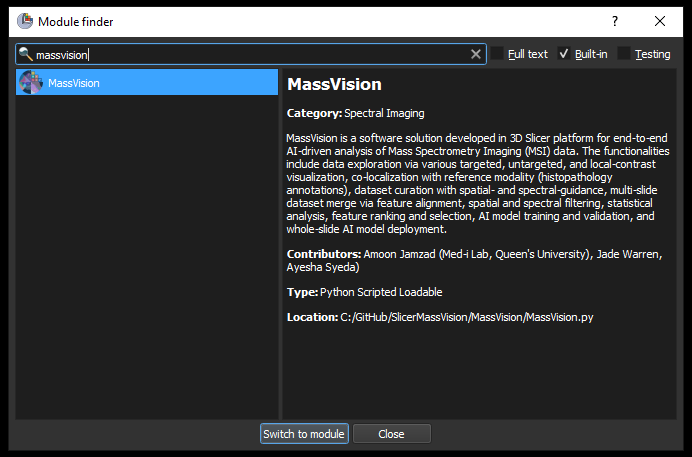 Module finder
?
massvision
Full text
Built-in
Testing
MassVision
MassVision
Category: Spectral Imaging
MassVision is a software solution developed in 3D Slicer platform for end-to-end
AI-driven analysis of Mass Spectrometry Imaging (MSI) data. The functionalities
include data exploration via various targeted, untargeted, and local-contrast
visualization, co-localization with reference modality (histopathology
annotations), dataset curation with spatial- and spectral-guidance, multi-slide
dataset merge via feature alignment, spatial and spectral filtering, statistical
analysis, feature ranking and selection, AI model training and validation, and
whole-slide AI model deployment.
Contributors: Amoon Jamzad (Med-i Lab, Queen's University), Jade Warren,
Ayesha Syeda)
Type: Python Scripted Loadable
Location: C:/GitHub/SlicerMassVision/MassVision/MassVision.py
Switch to module
Close